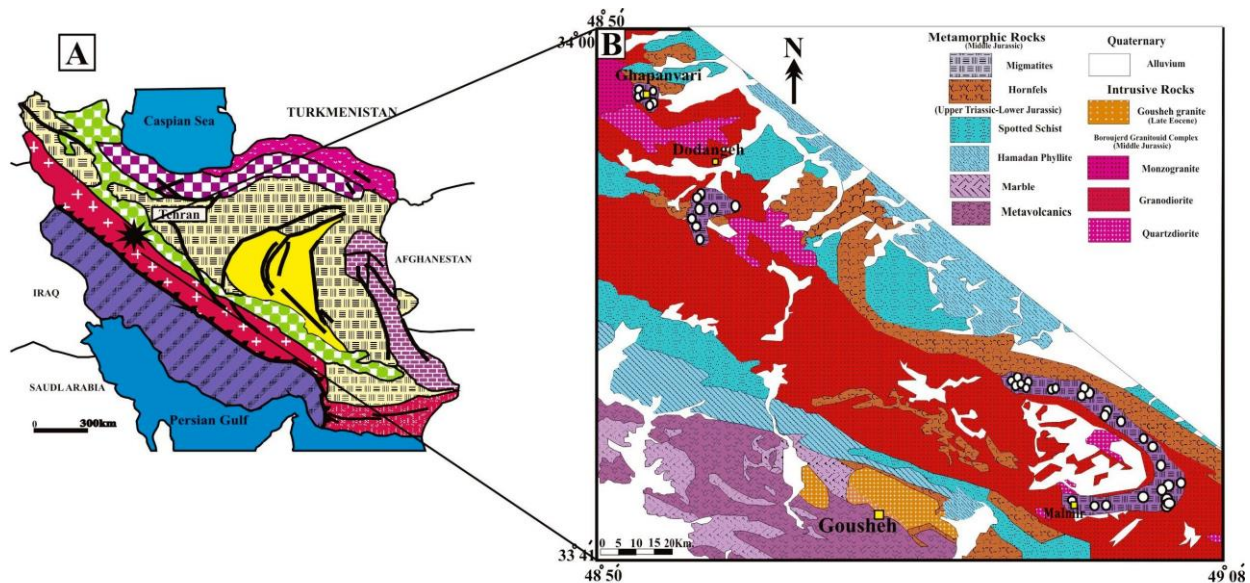 A
Caspian Sea
TURKMENISTAN
Tehran
AFGHANESTAN
IRAQ
SAUDI ARABIA
Persian Gulf
0 300km
48° 50'
34° 00'
B
N
Ghapanvari
Dodangeh
Malmir
Gousheh
0 5 10 15 20Km.
33° 41'
48° 50'
49° 08'
Metamorphic Rocks
(Middle Jurassic)
Migmatites
Hornfels
(Upper Triassic-Lower Jurassic)
Spotted Schist
Hamadan Phyllite
Marble
Metavolcanics
Quaternary
Alluvium
Intrusive Rocks
Gousheh granite
(Late Eocene)
Boroujerd Granitouid Complex
(Middle Jurassic)
Monzogranite
Granodiorite
Quartzdiorite